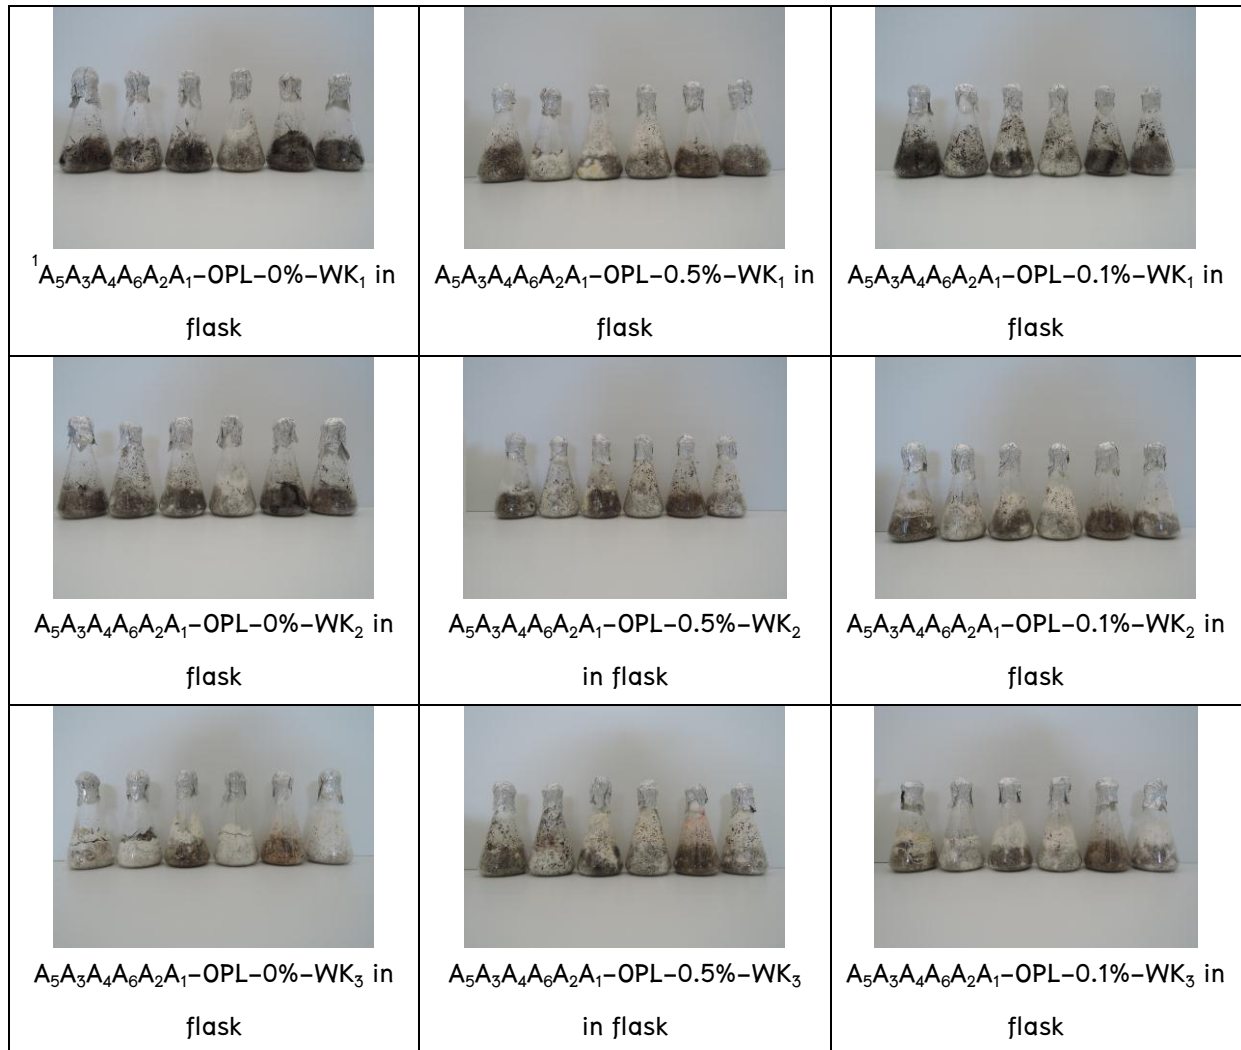 ¹A₅A₃A₄A₆A₂A₁–OPL–0%–WK₁ in
flask
A₅A₃A₄A₆A₂A₁–OPL–0.5%–WK₁ in
flask
A₅A₃A₄A₆A₂A₁–OPL–0.1%–WK₁ in
flask
A₅A₃A₄A₆A₂A₁–OPL–0%–WK₂ in
flask
A₅A₃A₄A₆A₂A₁–OPL–0.5%–WK₂
in flask
A₅A₃A₄A₆A₂A₁–OPL–0.1%–WK₂ in
flask
A₅A₃A₄A₆A₂A₁–OPL–0%–WK₃ in
flask
A₅A₃A₄A₆A₂A₁–OPL–0.5%–WK₃
in flask
A₅A₃A₄A₆A₂A₁–OPL–0.1%–WK₃ in
flask